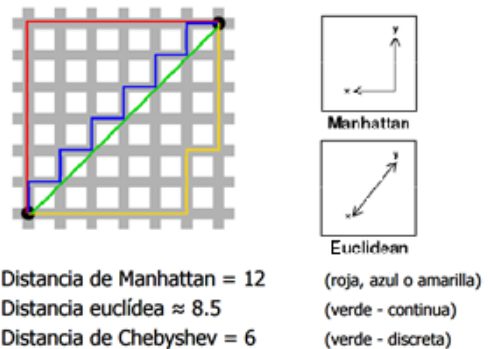 y
x
Manhattan
y
x
Euclidean
Distancia de Manhattan = 12 (roja, azul o amarilla)
Distancia euclídea ≈ 8.5 (verde - continua)
Distancia de Chebyshev = 6 (verde - discreta)